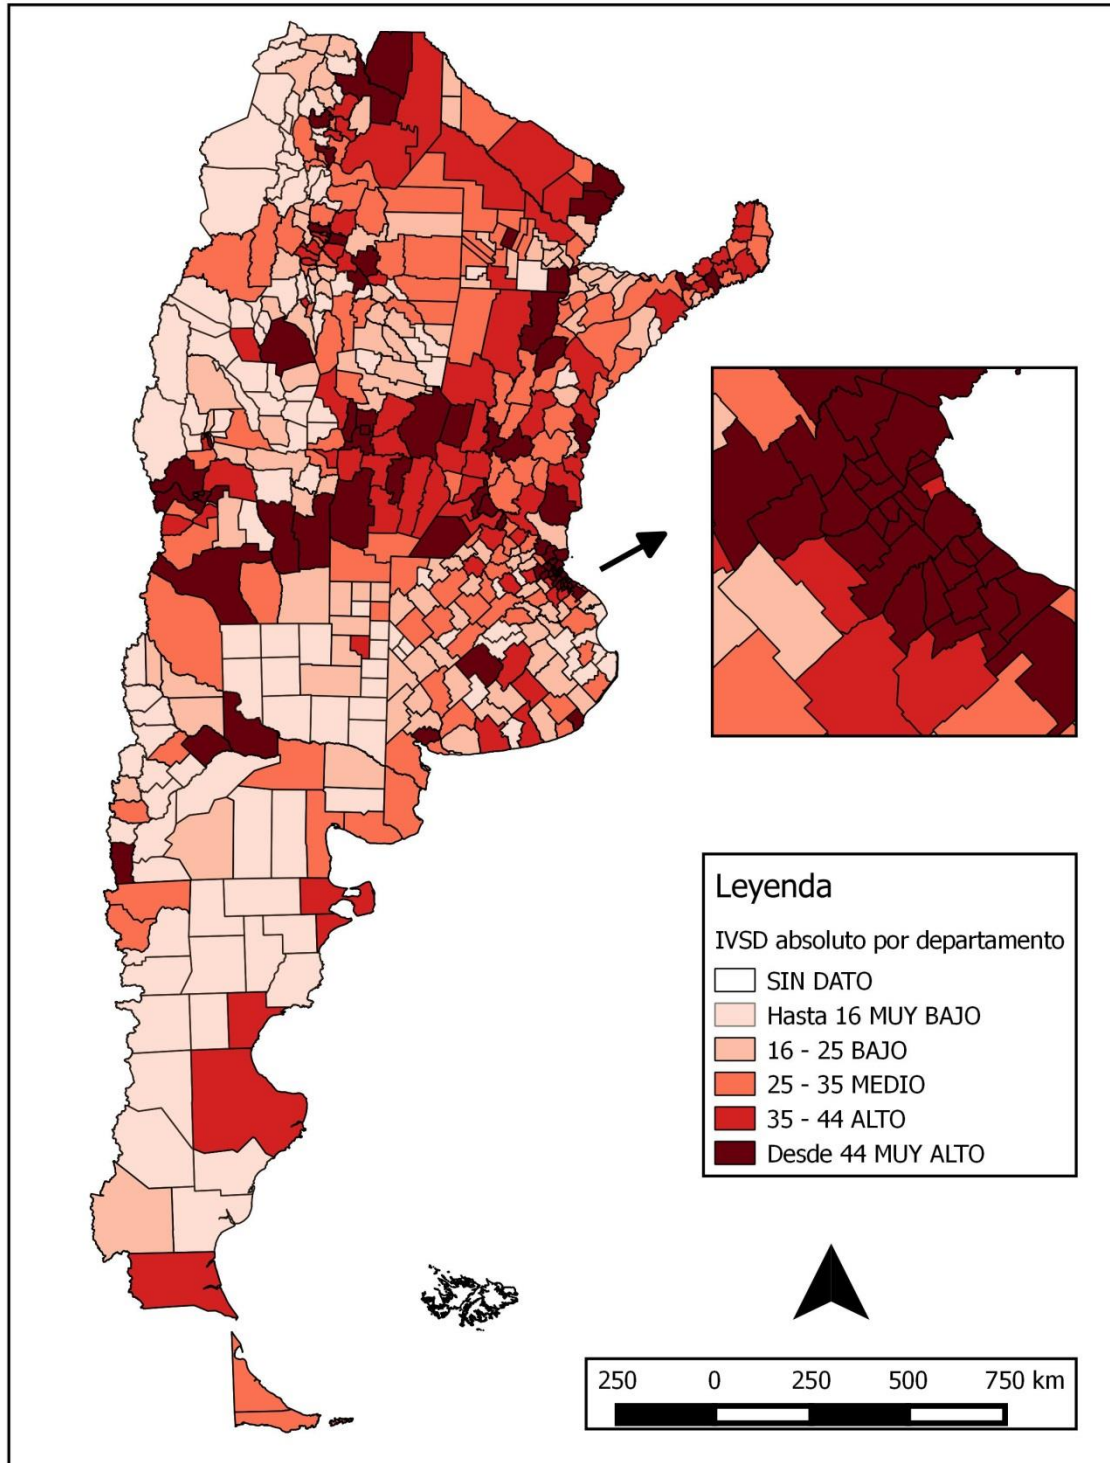 Leyenda
IVSD absoluto por departamento
SIN DATO
Hasta 16 MUY BAJO
16 - 25 BAJO
25 - 35 MEDIO
35 - 44 ALTO
Desde 44 MUY ALTO
250 0 250 500 750 km